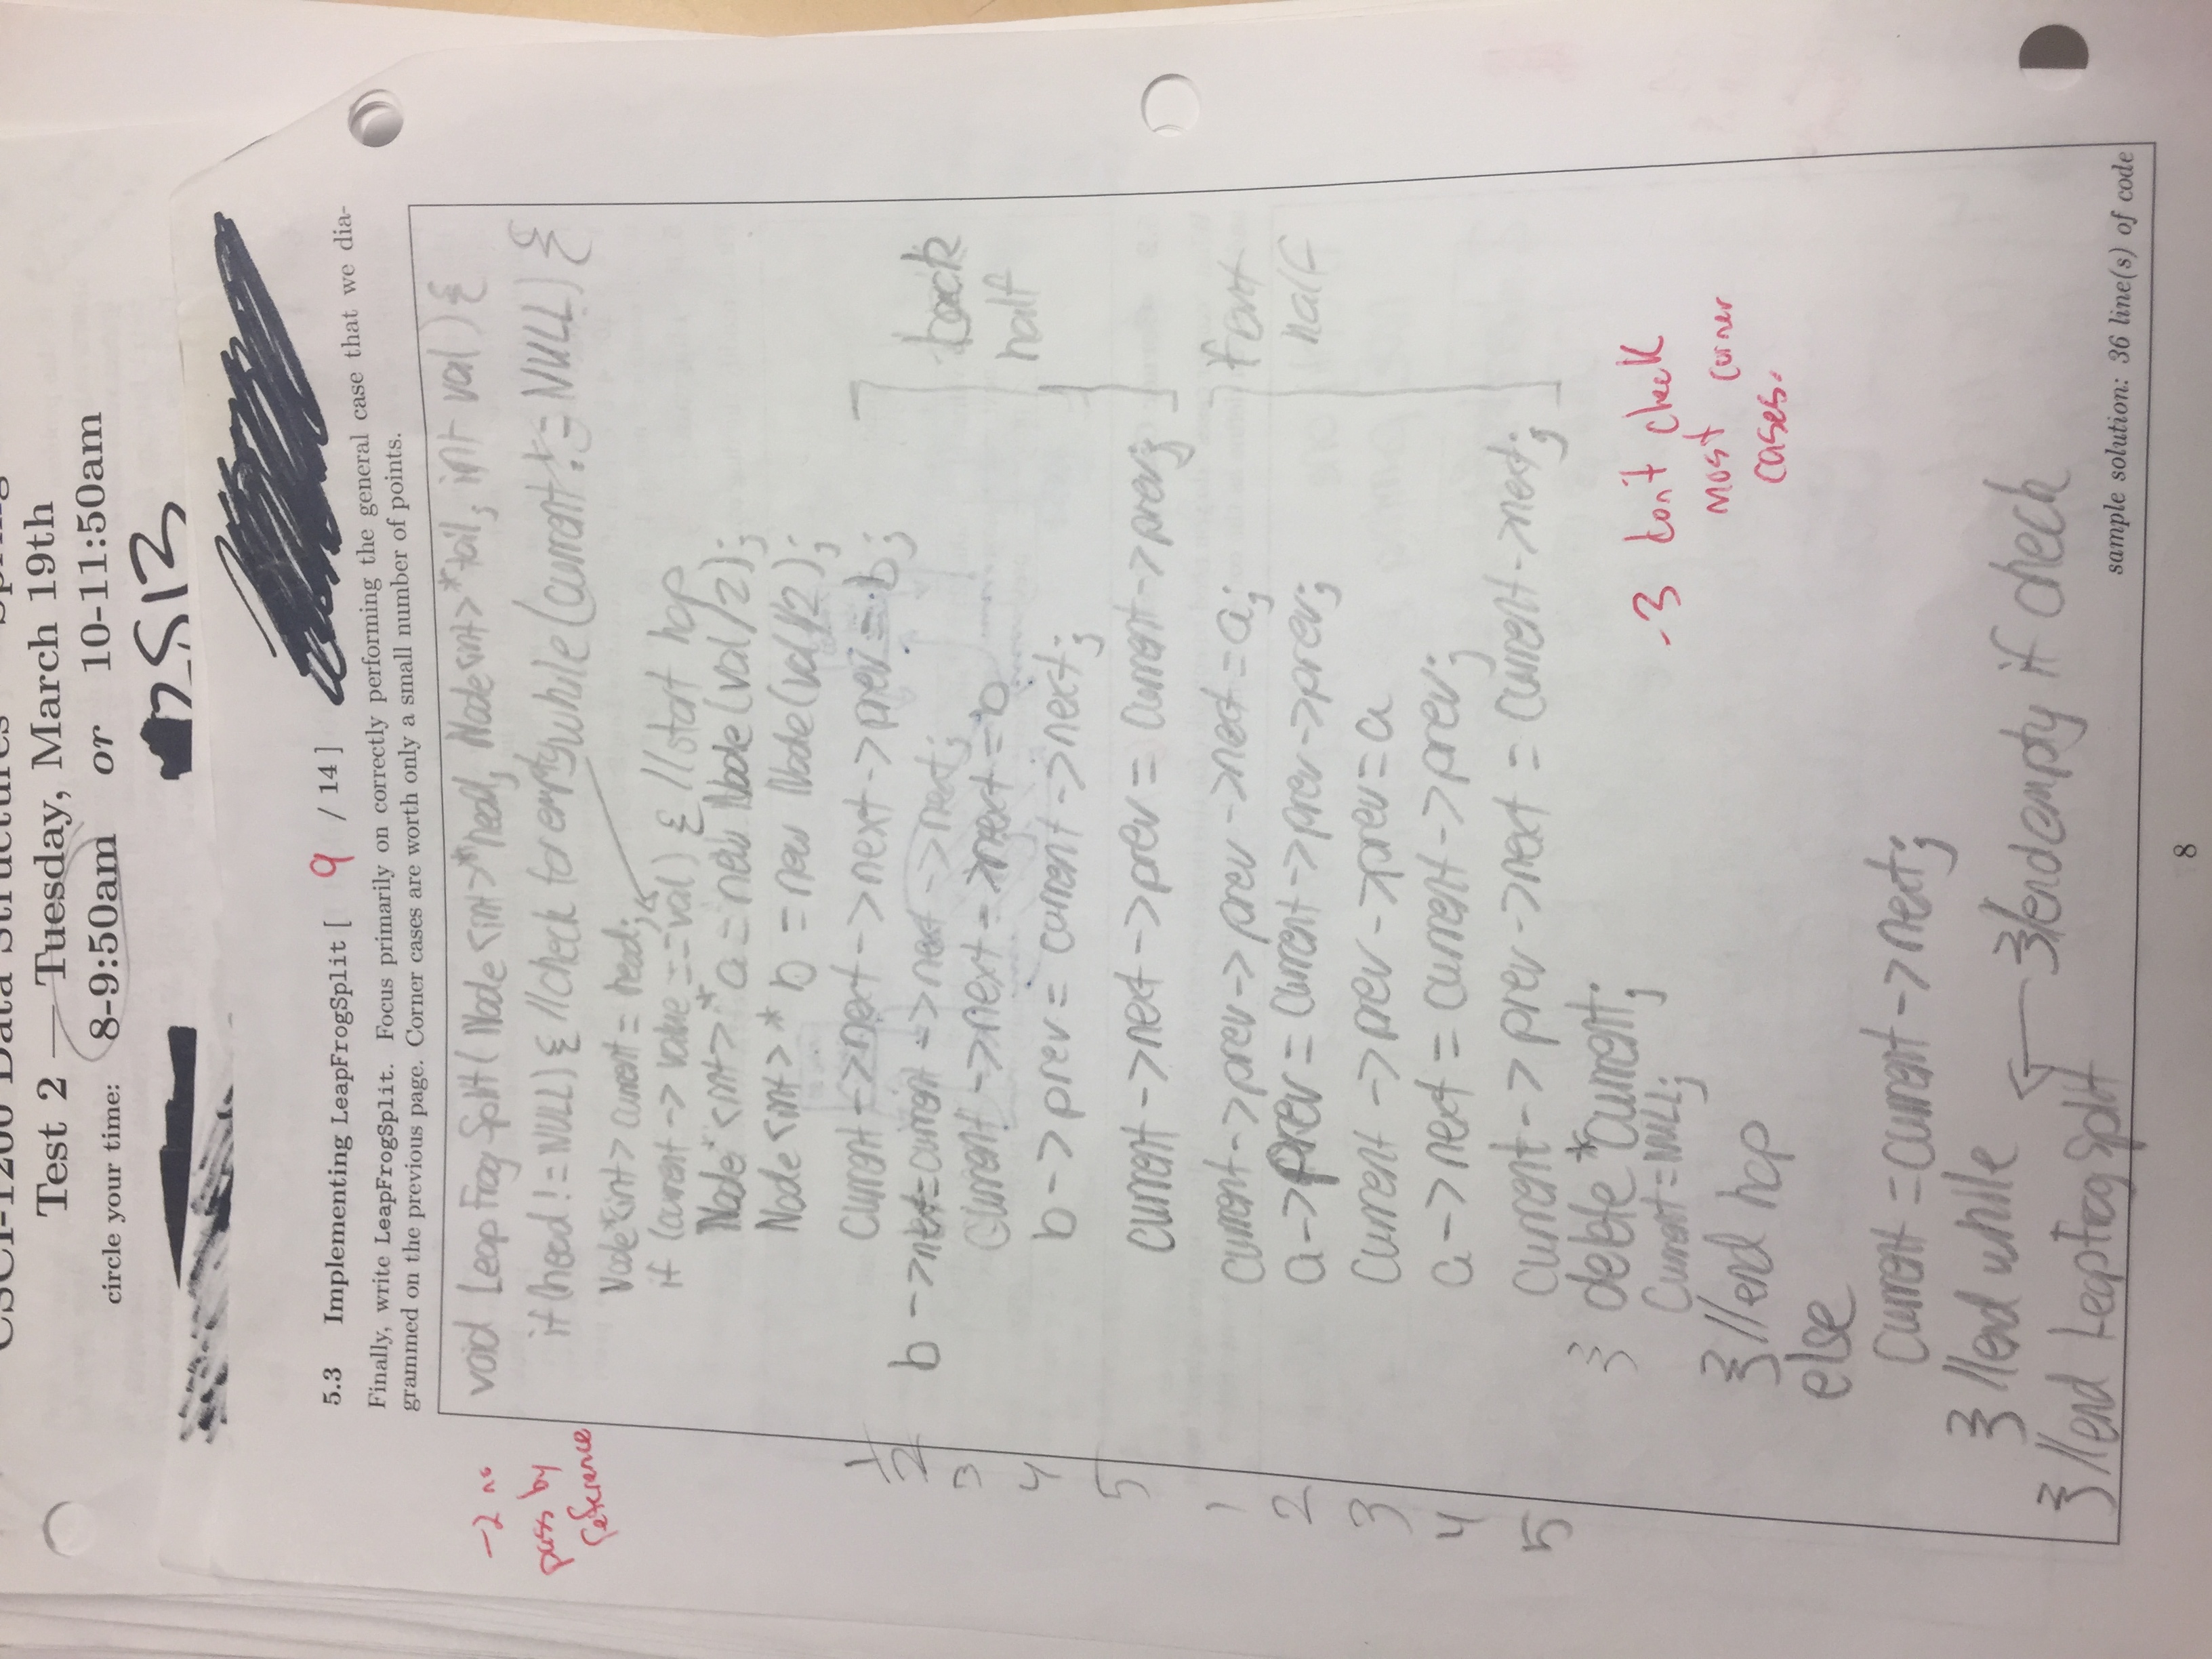 CSCI-1200 Data Structures — Spring
Test 2 — Tuesday, March 19th
circle your time: 8-9:50am or 10-11:50am
2513
5.3 Implementing LeapFrogSplit [ 9 / 14 ]
Finally, write LeapFrogSplit. Focus primarily on correctly performing the general case that we dia-
grammed on the previous page. Corner cases are worth only a small number of points.
-2 no
pass by
reference
void LeapFrogSplit( Node <int>*head, Node<int>*tail, int val ) {
if(head != NULL) { //check for empty while (current != NULL) {
Node*<int> current = head;
if (current -> value == val) { //start hop
Node* <int> *a = new Node (val/2);
Node <int> * b = new Node(val/2);
1 current ->next ->next ->prev = b;
2 b ->next=current ->next ->next;
3 current ->next ->next = b
4 b -> prev = current ->next;
5 current ->next ->prev = current ->prev;
back
half
1 current->prev-> prev ->next = a;
2 a->prev = current ->prev ->prev;
3 current ->prev ->prev = a
4 a ->next = current ->prev;
5 current -> prev ->next = current->next;
front
half
} delete *current;
current = NULL;
} //end hop
else
current = current ->next;
} //end while
} //end empty if check
} //end LeapFrogSplit
-3 don't check
most corner
cases.
sample solution: 36 line(s) of code
8